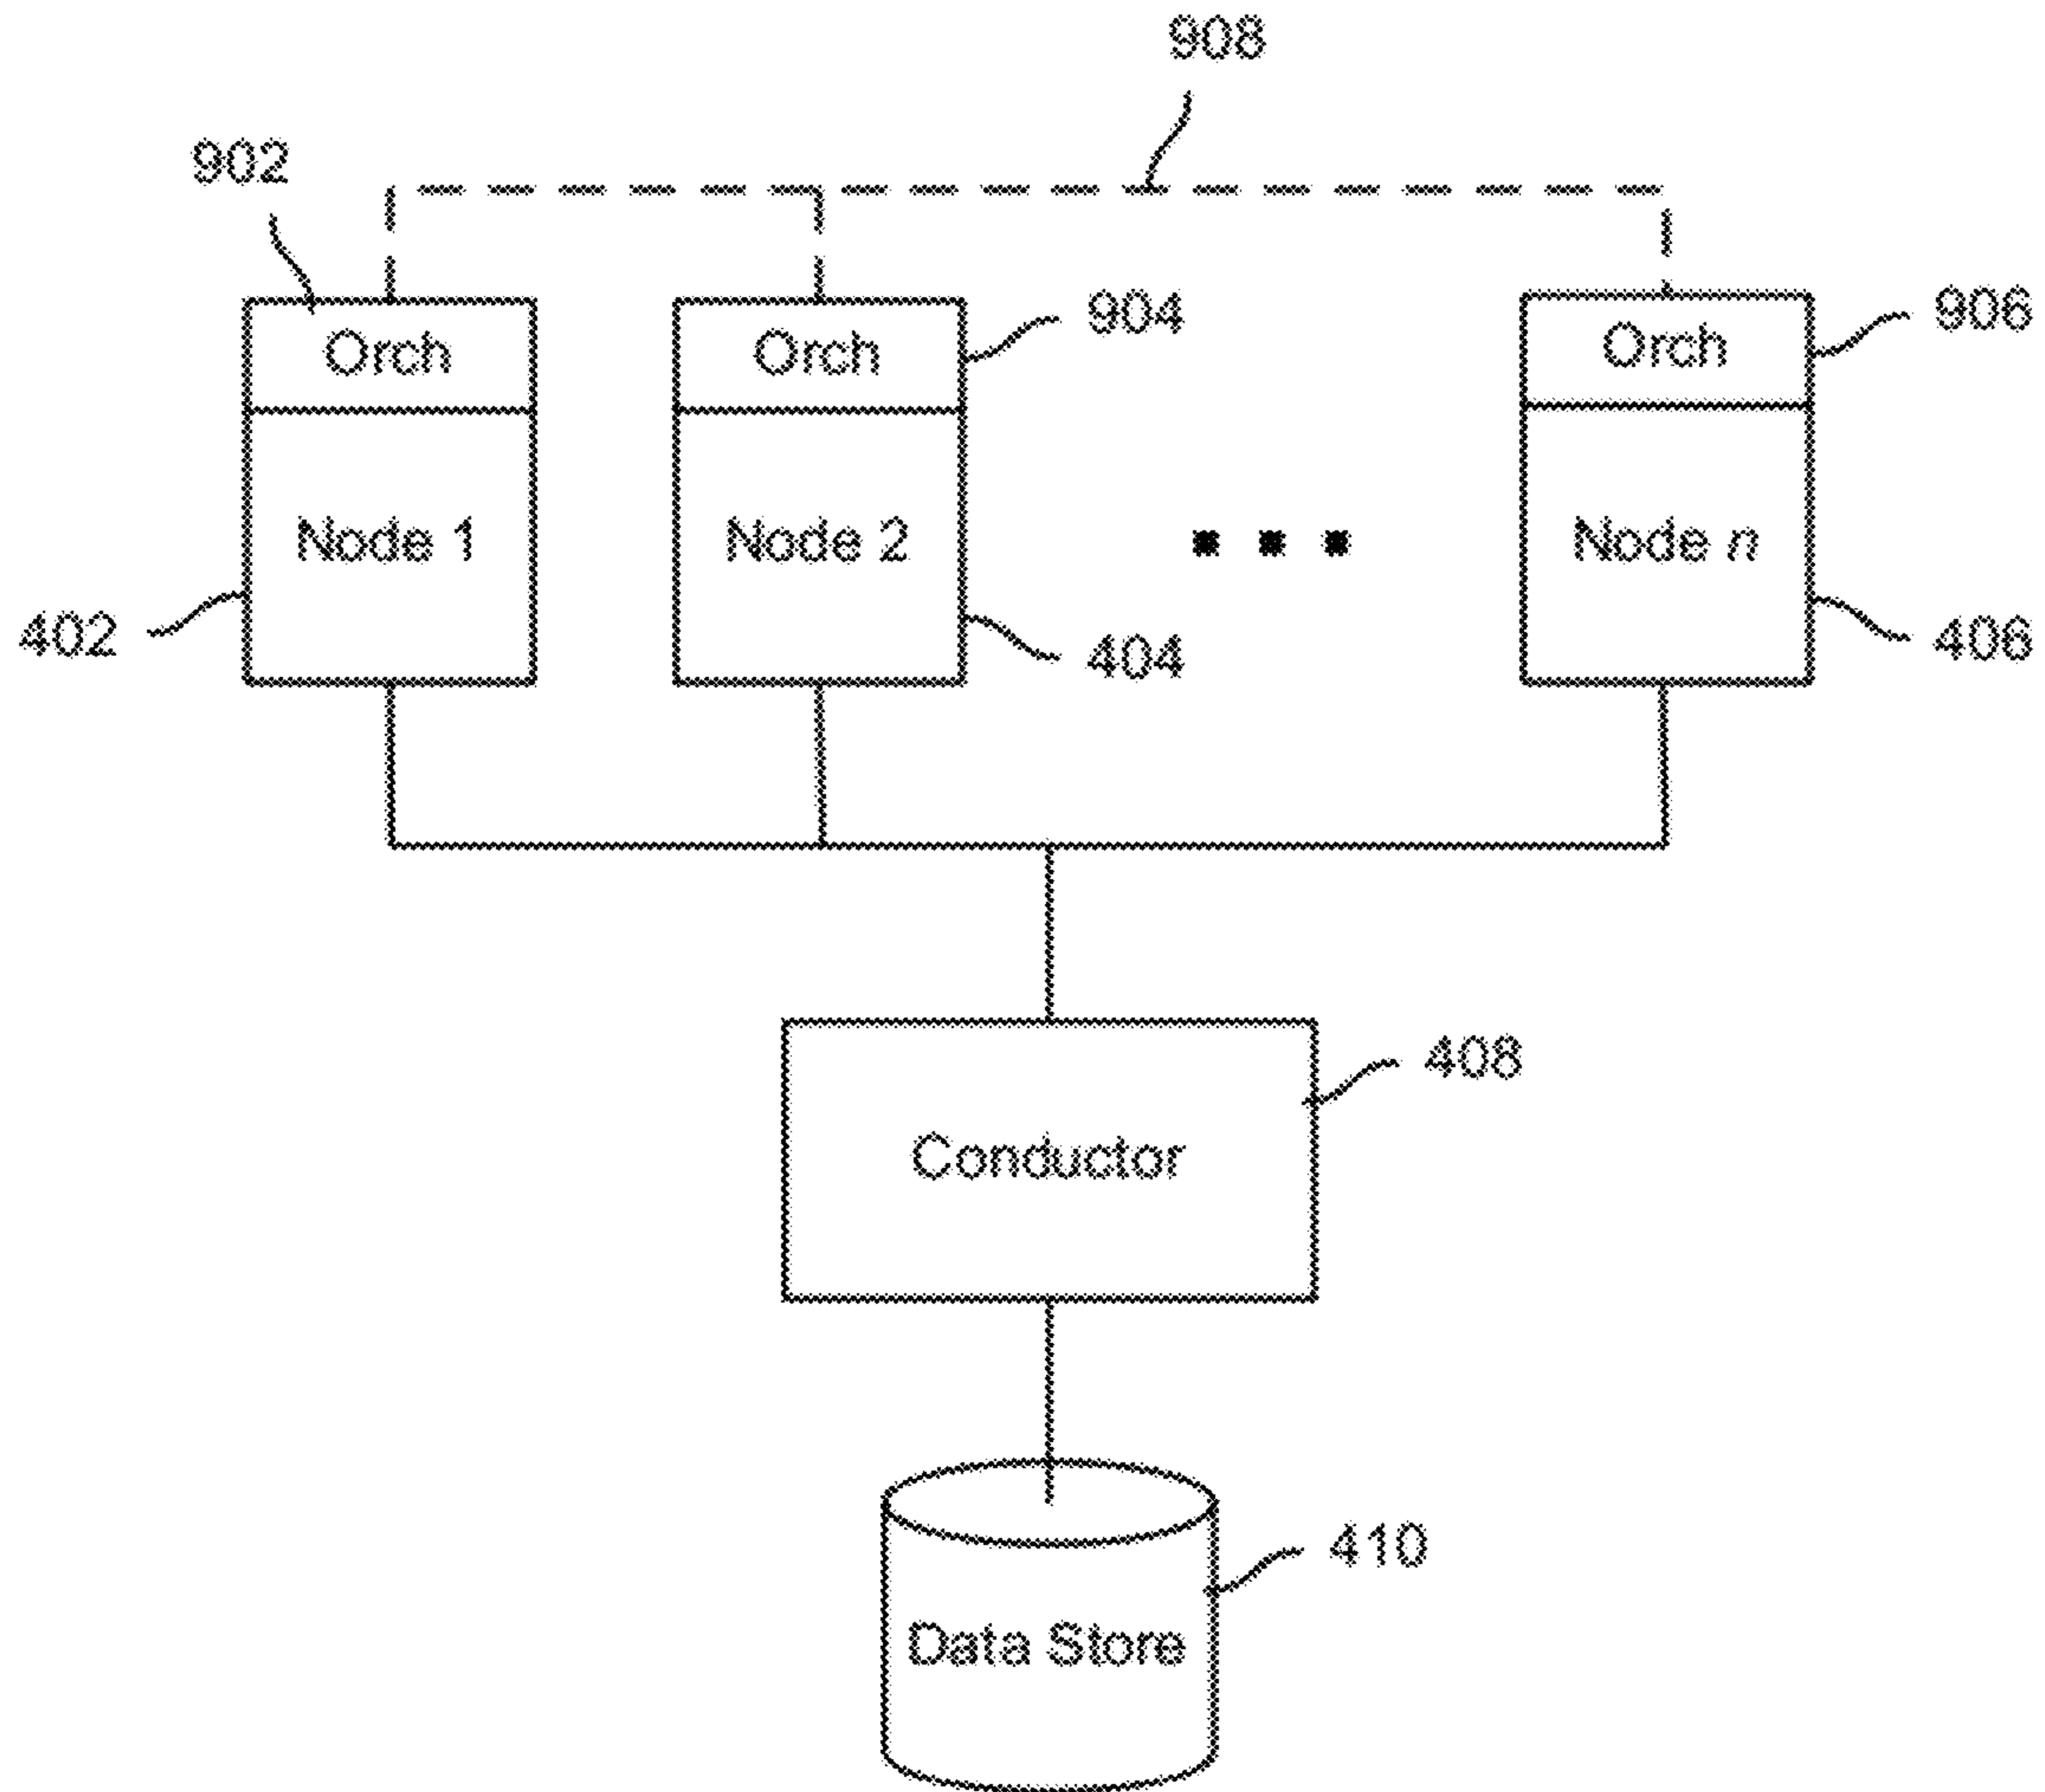 908
902
904
906
Orch
Orch
Orch
Node 1
Node 2
Node n
402
404
406
408
Conductor
410
Data Store